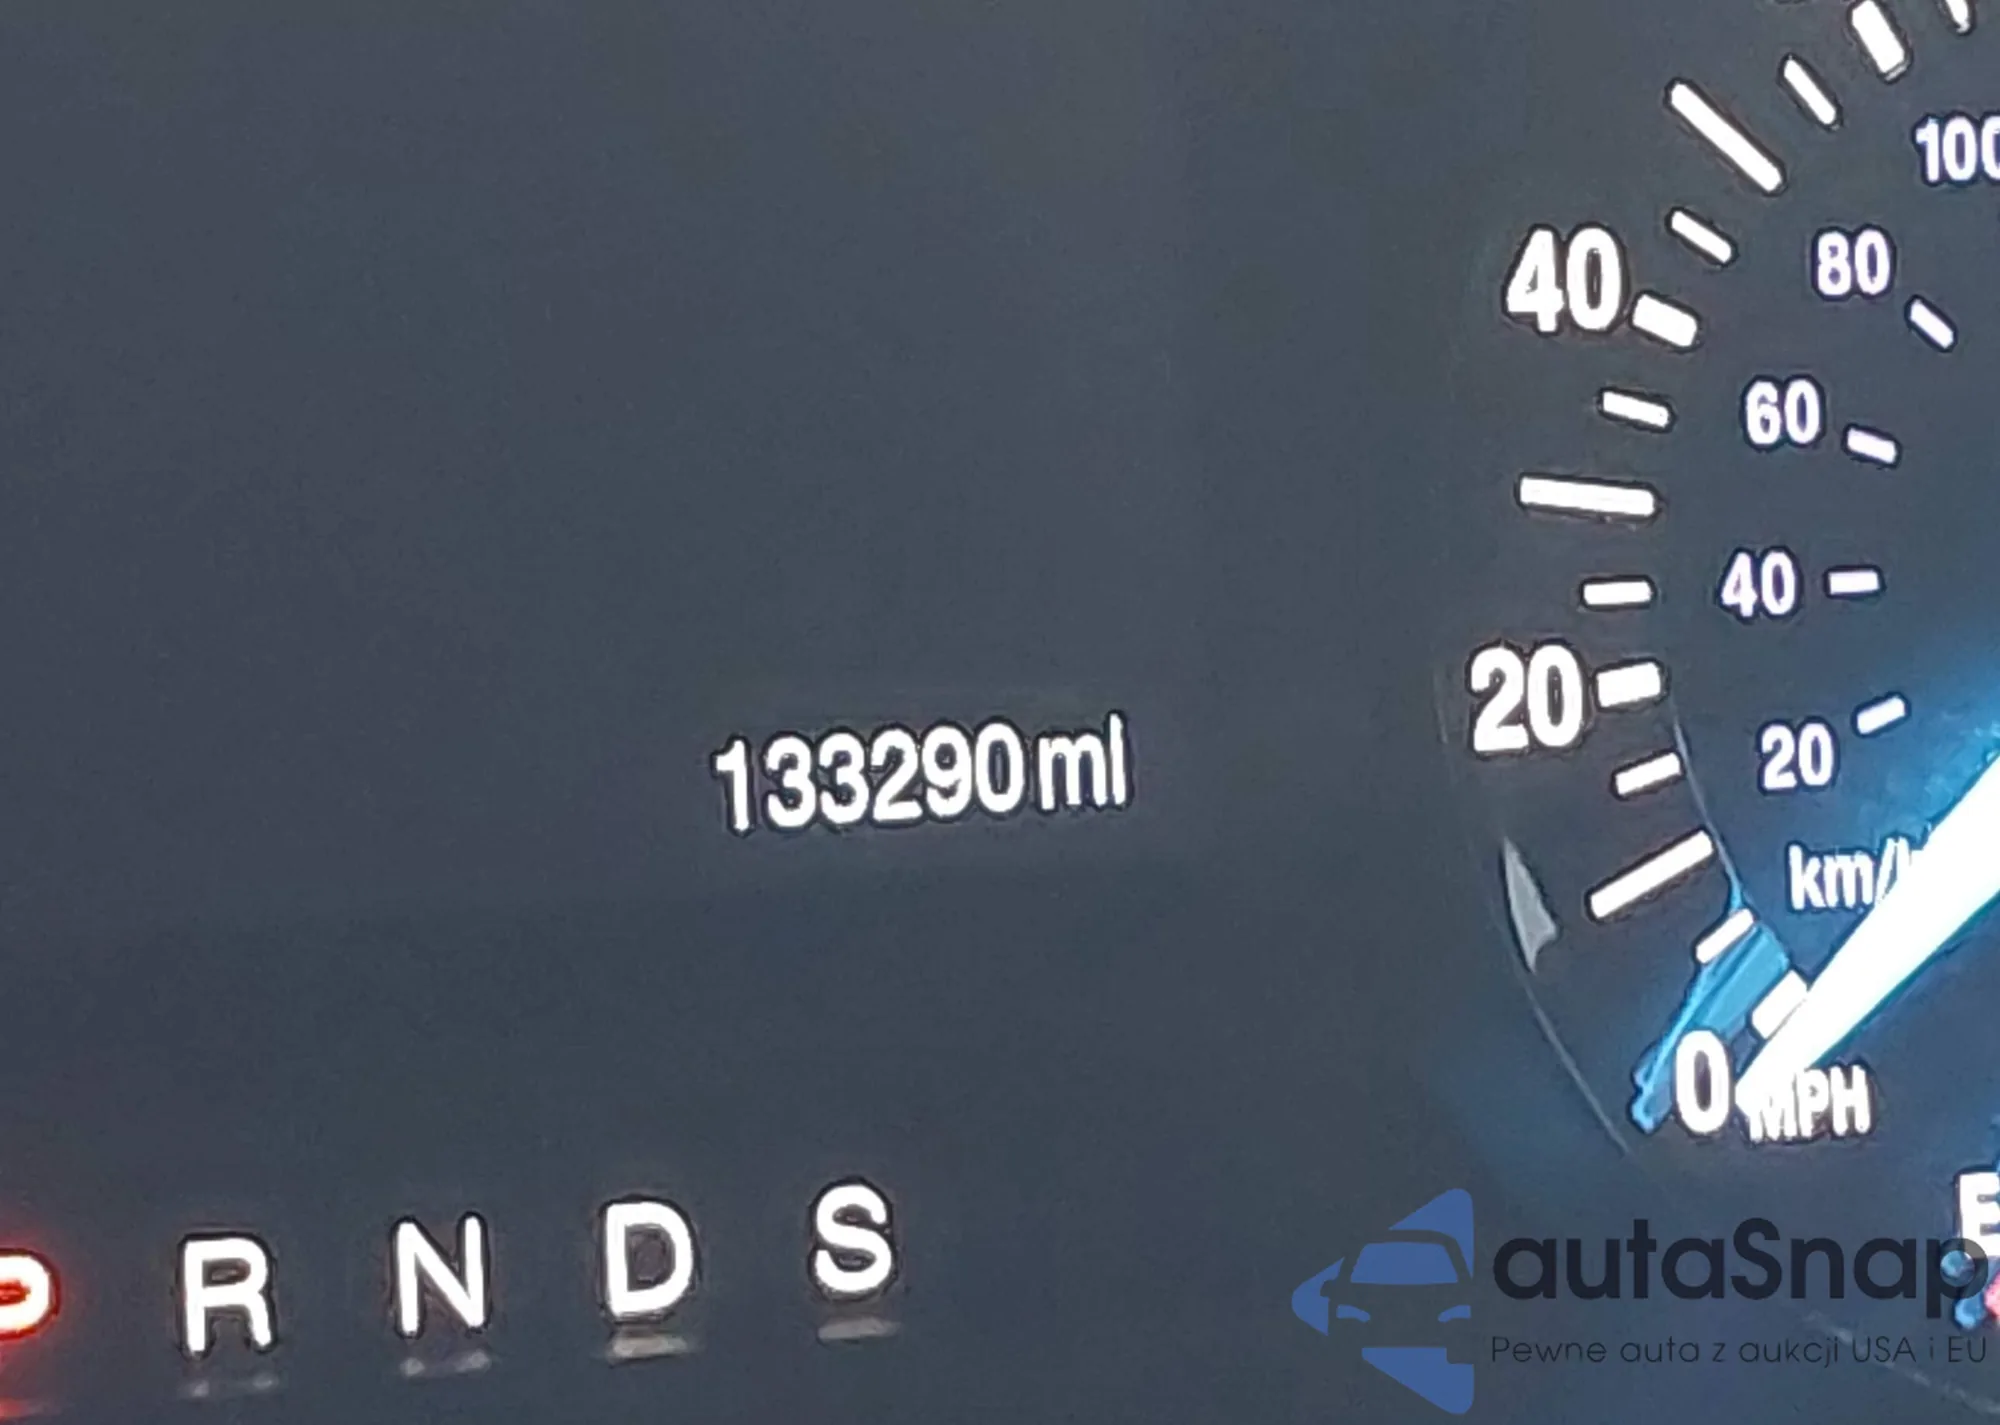 100
40 80
60
40
20
20
133290 mi
km/h
0 MPH
P R N D S
E
autaSnap
Pewne auta z aukcji USA i EU